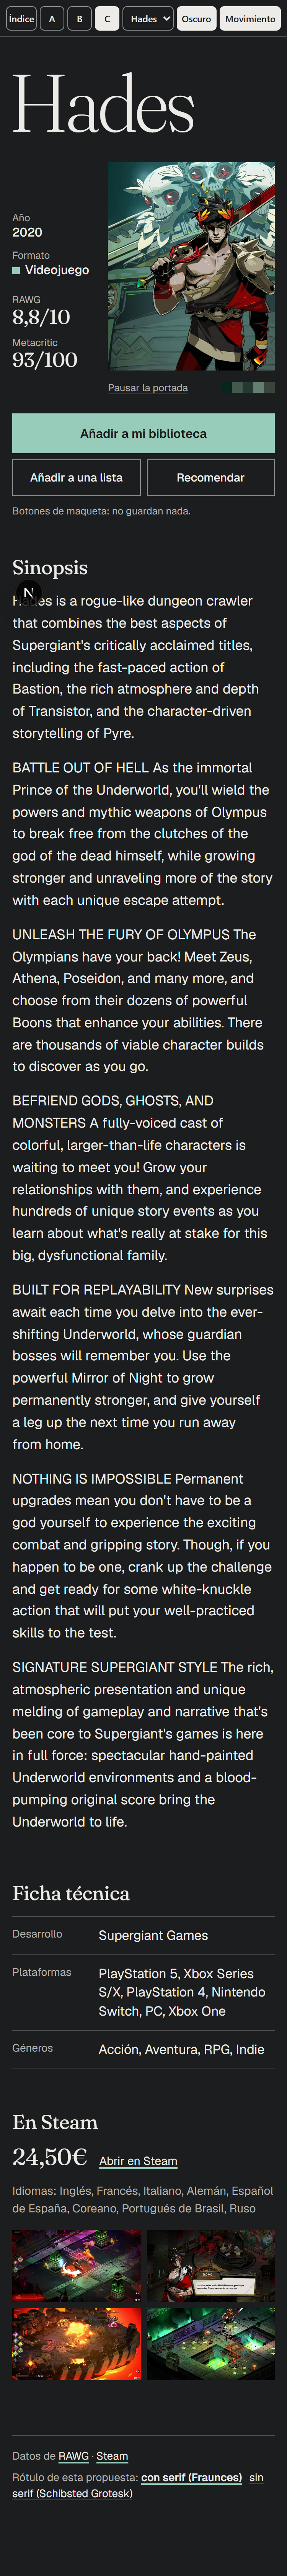 Índice A B C Hades Oscuro Movimiento
Hades
Año
2020
Formato
Videojuego
RAWG
8,8/10
Metacritic
93/100
Pausar la portada
Añadir a mi biblioteca
Añadir a una lista Recomendar
Botones de maqueta: no guardan nada.
Sinopsis
N
Hades is a rogue-like dungeon crawler
that combines the best aspects of
Supergiant's critically acclaimed titles,
including the fast-paced action of
Bastion, the rich atmosphere and depth
of Transistor, and the character-driven
storytelling of Pyre.
BATTLE OUT OF HELL As the immortal
Prince of the Underworld, you'll wield the
powers and mythic weapons of Olympus
to break free from the clutches of the
god of the dead himself, while growing
stronger and unraveling more of the story
with each unique escape attempt.
UNLEASH THE FURY OF OLYMPUS The
Olympians have your back! Meet Zeus,
Athena, Poseidon, and many more, and
choose from their dozens of powerful
Boons that enhance your abilities. There
are thousands of viable character builds
to discover as you go.
BEFRIEND GODS, GHOSTS, AND
MONSTERS A fully-voiced cast of
colorful, larger-than-life characters is
waiting to meet you! Grow your
relationships with them, and experience
hundreds of unique story events as you
learn about what's really at stake for this
big, dysfunctional family.
BUILT FOR REPLAYABILITY New surprises
await each time you delve into the ever-
shifting Underworld, whose guardian
bosses will remember you. Use the
powerful Mirror of Night to grow
permanently stronger, and give yourself
a leg up the next time you run away
from home.
NOTHING IS IMPOSSIBLE Permanent
upgrades mean you don't have to be a
god yourself to experience the exciting
combat and gripping story. Though, if you
happen to be one, crank up the challenge
and get ready for some white-knuckle
action that will put your well-practiced
skills to the test.
SIGNATURE SUPERGIANT STYLE The rich,
atmospheric presentation and unique
melding of gameplay and narrative that's
been core to Supergiant's games is here
in full force: spectacular hand-painted
Underworld environments and a blood-
pumping original score bring the
Underworld to life.
Ficha técnica
Desarrollo Supergiant Games
Plataformas PlayStation 5, Xbox Series
S/X, PlayStation 4, Nintendo
Switch, PC, Xbox One
Géneros Acción, Aventura, RPG, Indie
En Steam
24,50€ Abrir en Steam
Idiomas: Inglés, Francés, Italiano, Alemán, Español
de España, Coreano, Portugués de Brasil, Ruso
Datos de RAWG · Steam
Rótulo de esta propuesta: con serif (Fraunces) sin
serif (Schibsted Grotesk)